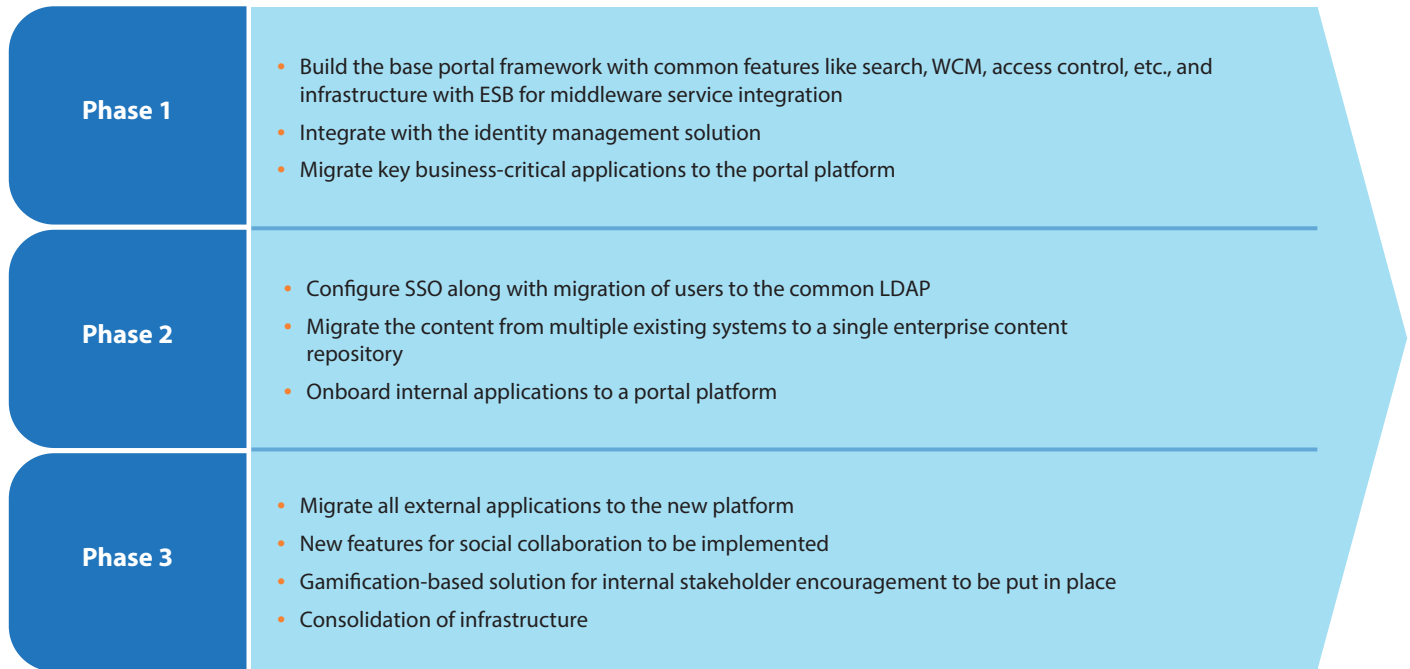 Phase 1
• Build the base portal framework with common features like search, WCM, access control, etc., and
infrastructure with ESB for middleware service integration
• Integrate with the identity management solution
• Migrate key business-critical applications to the portal platform
Phase 2
• Configure SSO along with migration of users to the common LDAP
• Migrate the content from multiple existing systems to a single enterprise content
repository
• Onboard internal applications to a portal platform
Phase 3
• Migrate all external applications to the new platform
• New features for social collaboration to be implemented
• Gamification-based solution for internal stakeholder encouragement to be put in place
• Consolidation of infrastructure